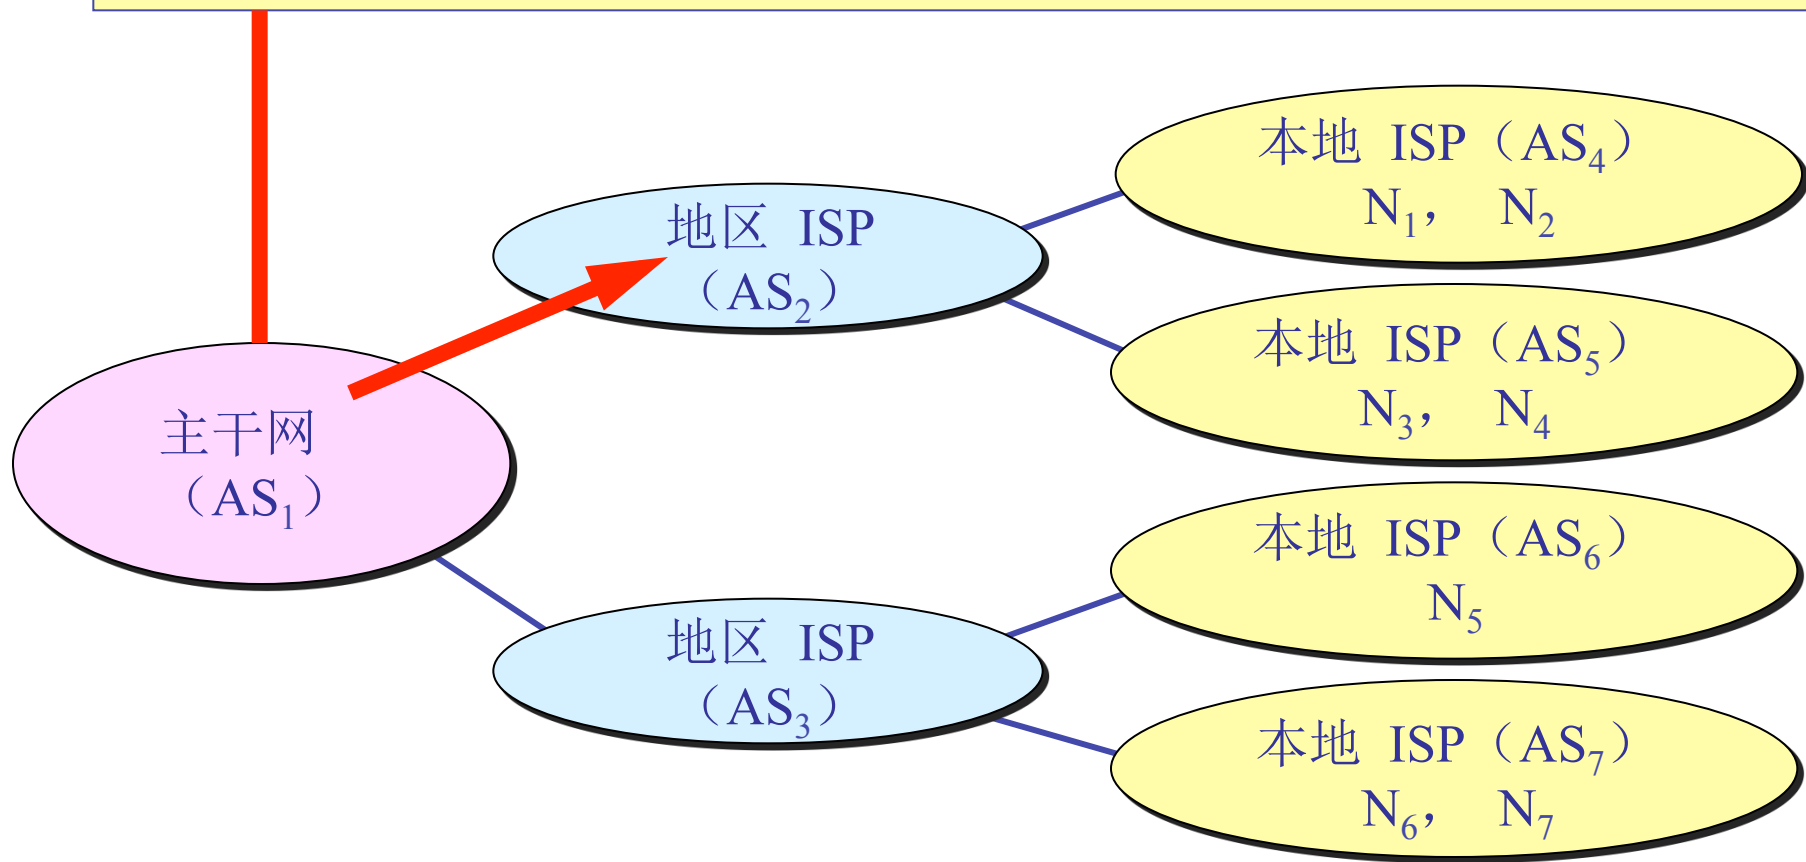 本地 ISP（AS₄）
N₁， N₂
地区 ISP
（AS₂）
本地 ISP（AS₅）
N₃， N₄
主干网
（AS₁）
本地 ISP（AS₆）
N₅
地区 ISP
（AS₃）
本地 ISP（AS₇）
N₆， N₇